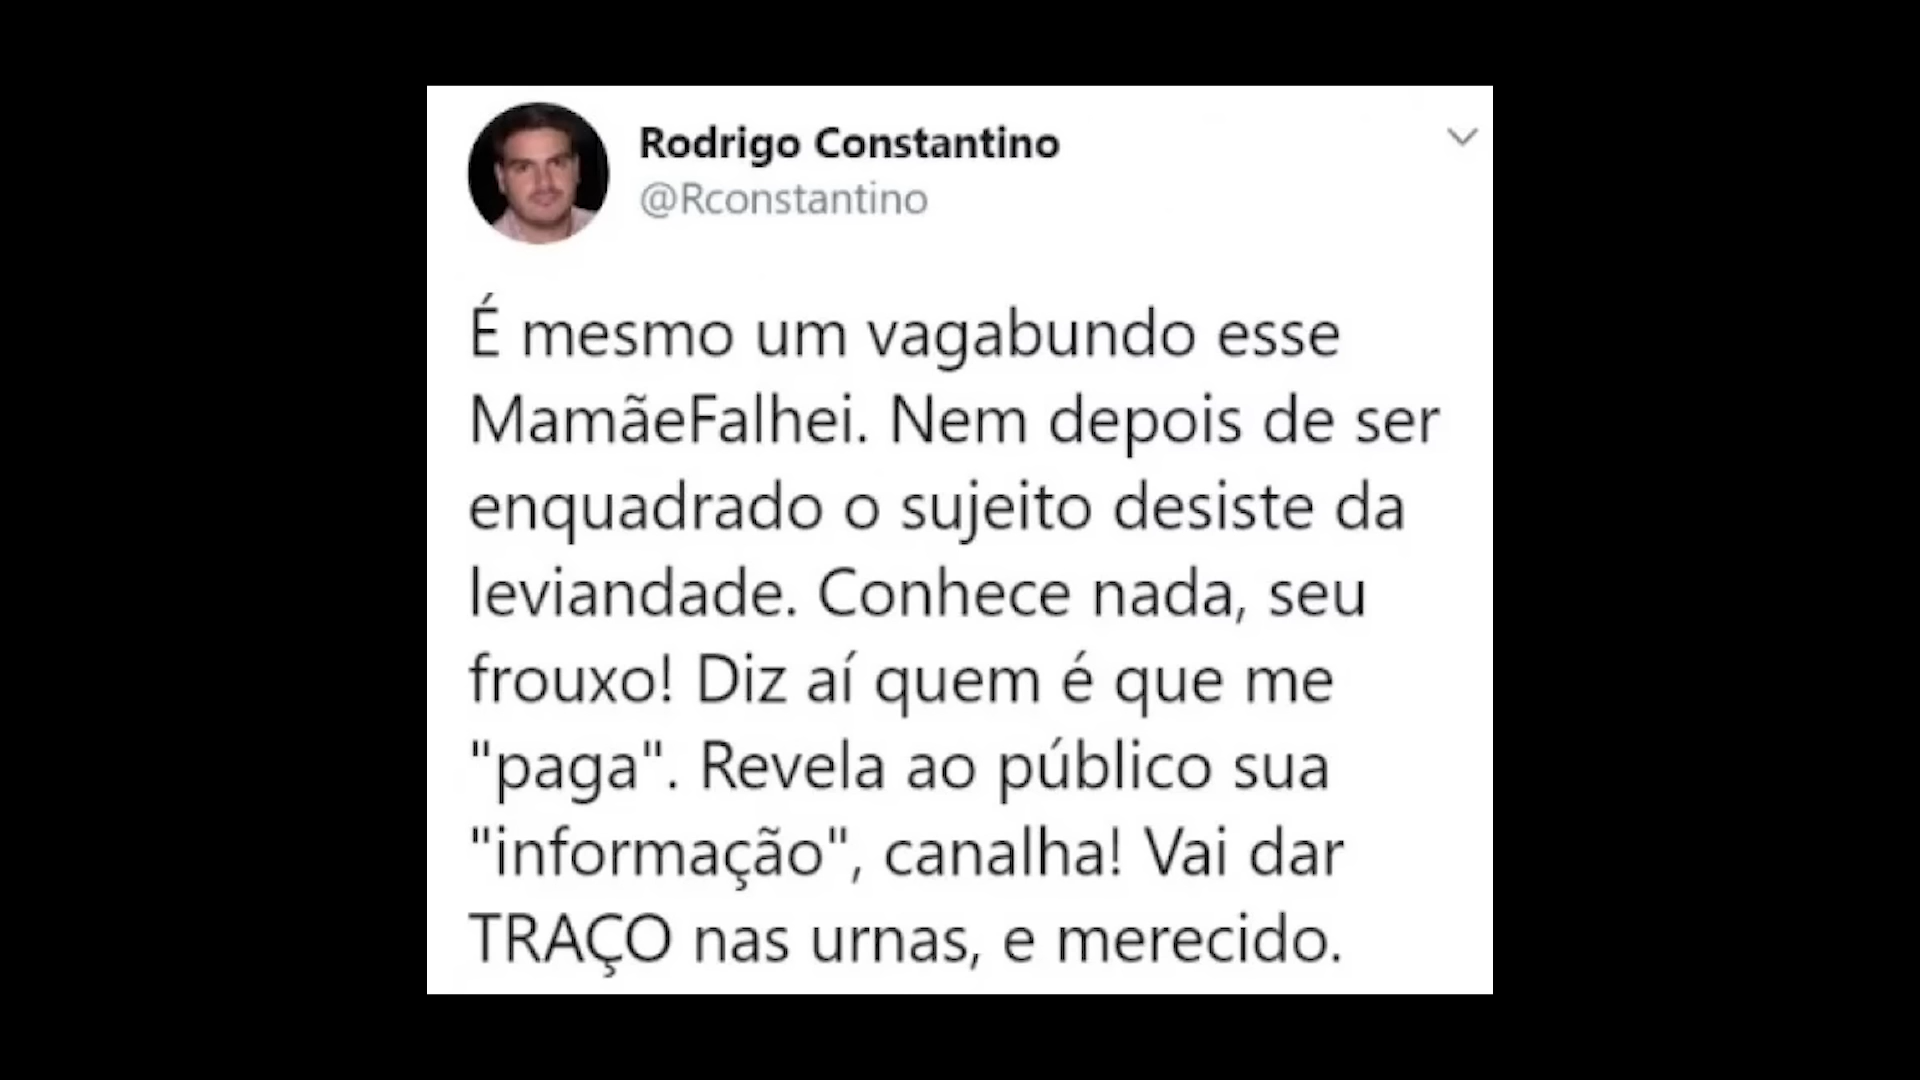 Rodrigo Constantino
@Rconstantino
É mesmo um vagabundo esse
MamãeFalhei. Nem depois de ser
enquadrado o sujeito desiste da
leviandade. Conhece nada, seu
frouxo! Diz aí quem é que me
"paga". Revela ao público sua
"informação", canalha! Vai dar
TRAÇO nas urnas, e merecido.